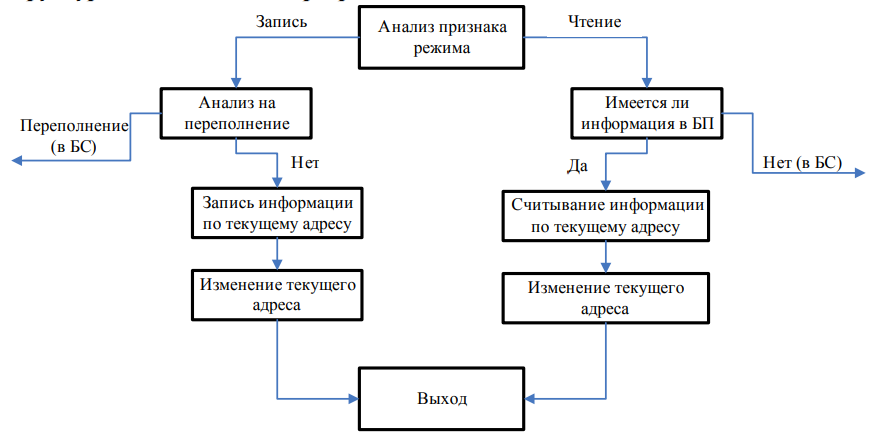 Запись
Анализ признака
режима
Чтение
Анализ на
переполнение
Имеется ли
информация в БП
Переполнение
(в БС)
Нет
Да
Нет (в БС)
Запись информации
по текущему адресу
Считывание информации
по текущему адресу
Изменение текущего
адреса
Изменение текущего
адреса
Выход